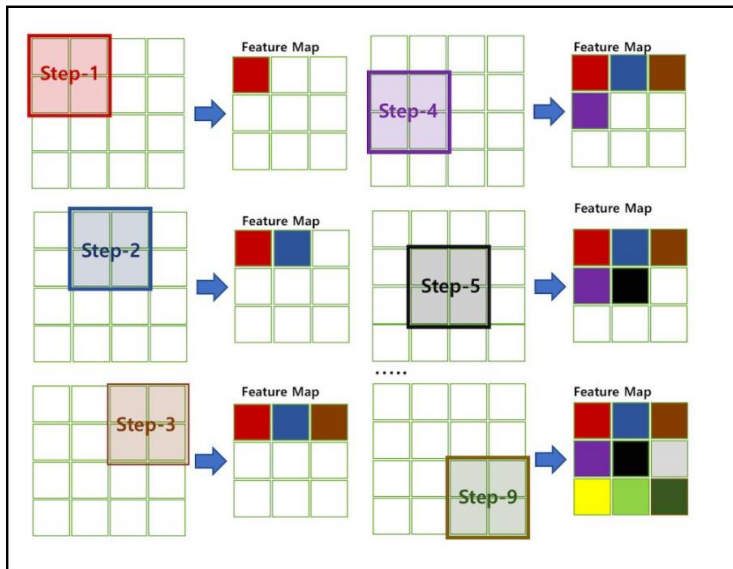 Step-1
Feature Map
Step-4
Feature Map
Step-2
Feature Map
Step-5
Feature Map
.....
Step-3
Feature Map
Step-9
Feature Map